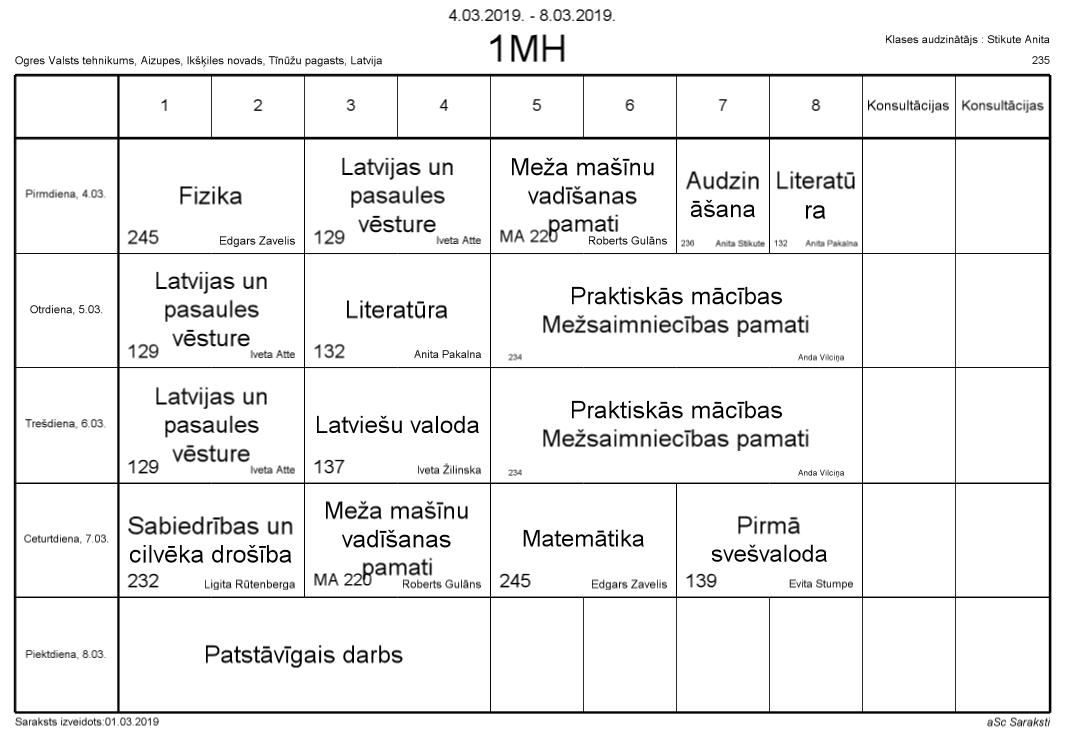 4.03.2019. - 8.03.2019.
1MH
Klases audzinātājs : Stikute Anita
Ogres Valsts tehnikums, Aizupes, Ikšķiles novads, Tīnūžu pagasts, Latvija
235
1 2 3 4 5 6 7 8 Konsultācijas Konsultācijas
Pirmdiena, 4.03.
Fizika
245 Edgars Zavelis
Latvijas un
pasaules
vēsture
129 Iveta Atte
Meža mašīnu
vadīšanas
pamati
MA 220 Roberts Gulāns
Audzin
āšana
236 Anita Stikute
Literatū
ra
132 Anita Pakalna
Otrdiena, 5.03.
Latvijas un
pasaules
vēsture
129 Iveta Atte
Literatūra
132 Anita Pakalna
Praktiskās mācības
Mežsaimniecības pamati
234 Anda Vilciņa
Trešdiena, 6.03.
Latvijas un
pasaules
vēsture
129 Iveta Atte
Latviešu valoda
137 Iveta Žilinska
Praktiskās mācības
Mežsaimniecības pamati
234 Anda Vilciņa
Ceturtdiena, 7.03.
Sabiedrības un
cilvēka drošība
232 Ligita Rūtenberga
Meža mašīnu
vadīšanas
pamati
MA 220 Roberts Gulāns
Matemātika
245 Edgars Zavelis
Pirmā
svešvaloda
139 Evita Stumpe
Piektdiena, 8.03.
Patstāvīgais darbs
Saraksts izveidots:01.03.2019
aSc Saraksti